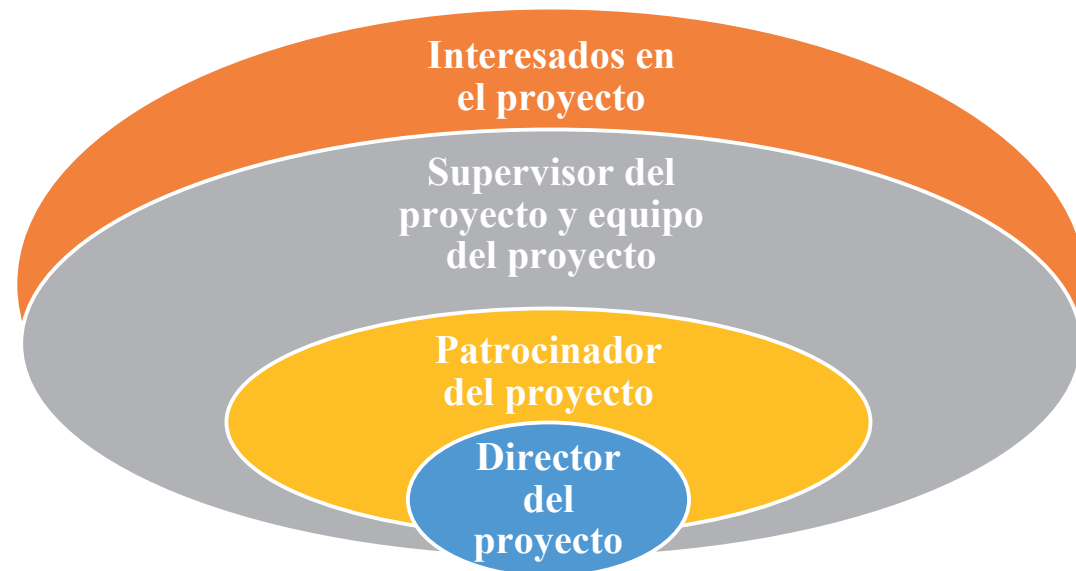 Interesados en
el proyecto
Supervisor del
proyecto y equipo
del proyecto
Patrocinador
del proyecto
Director
del
proyecto